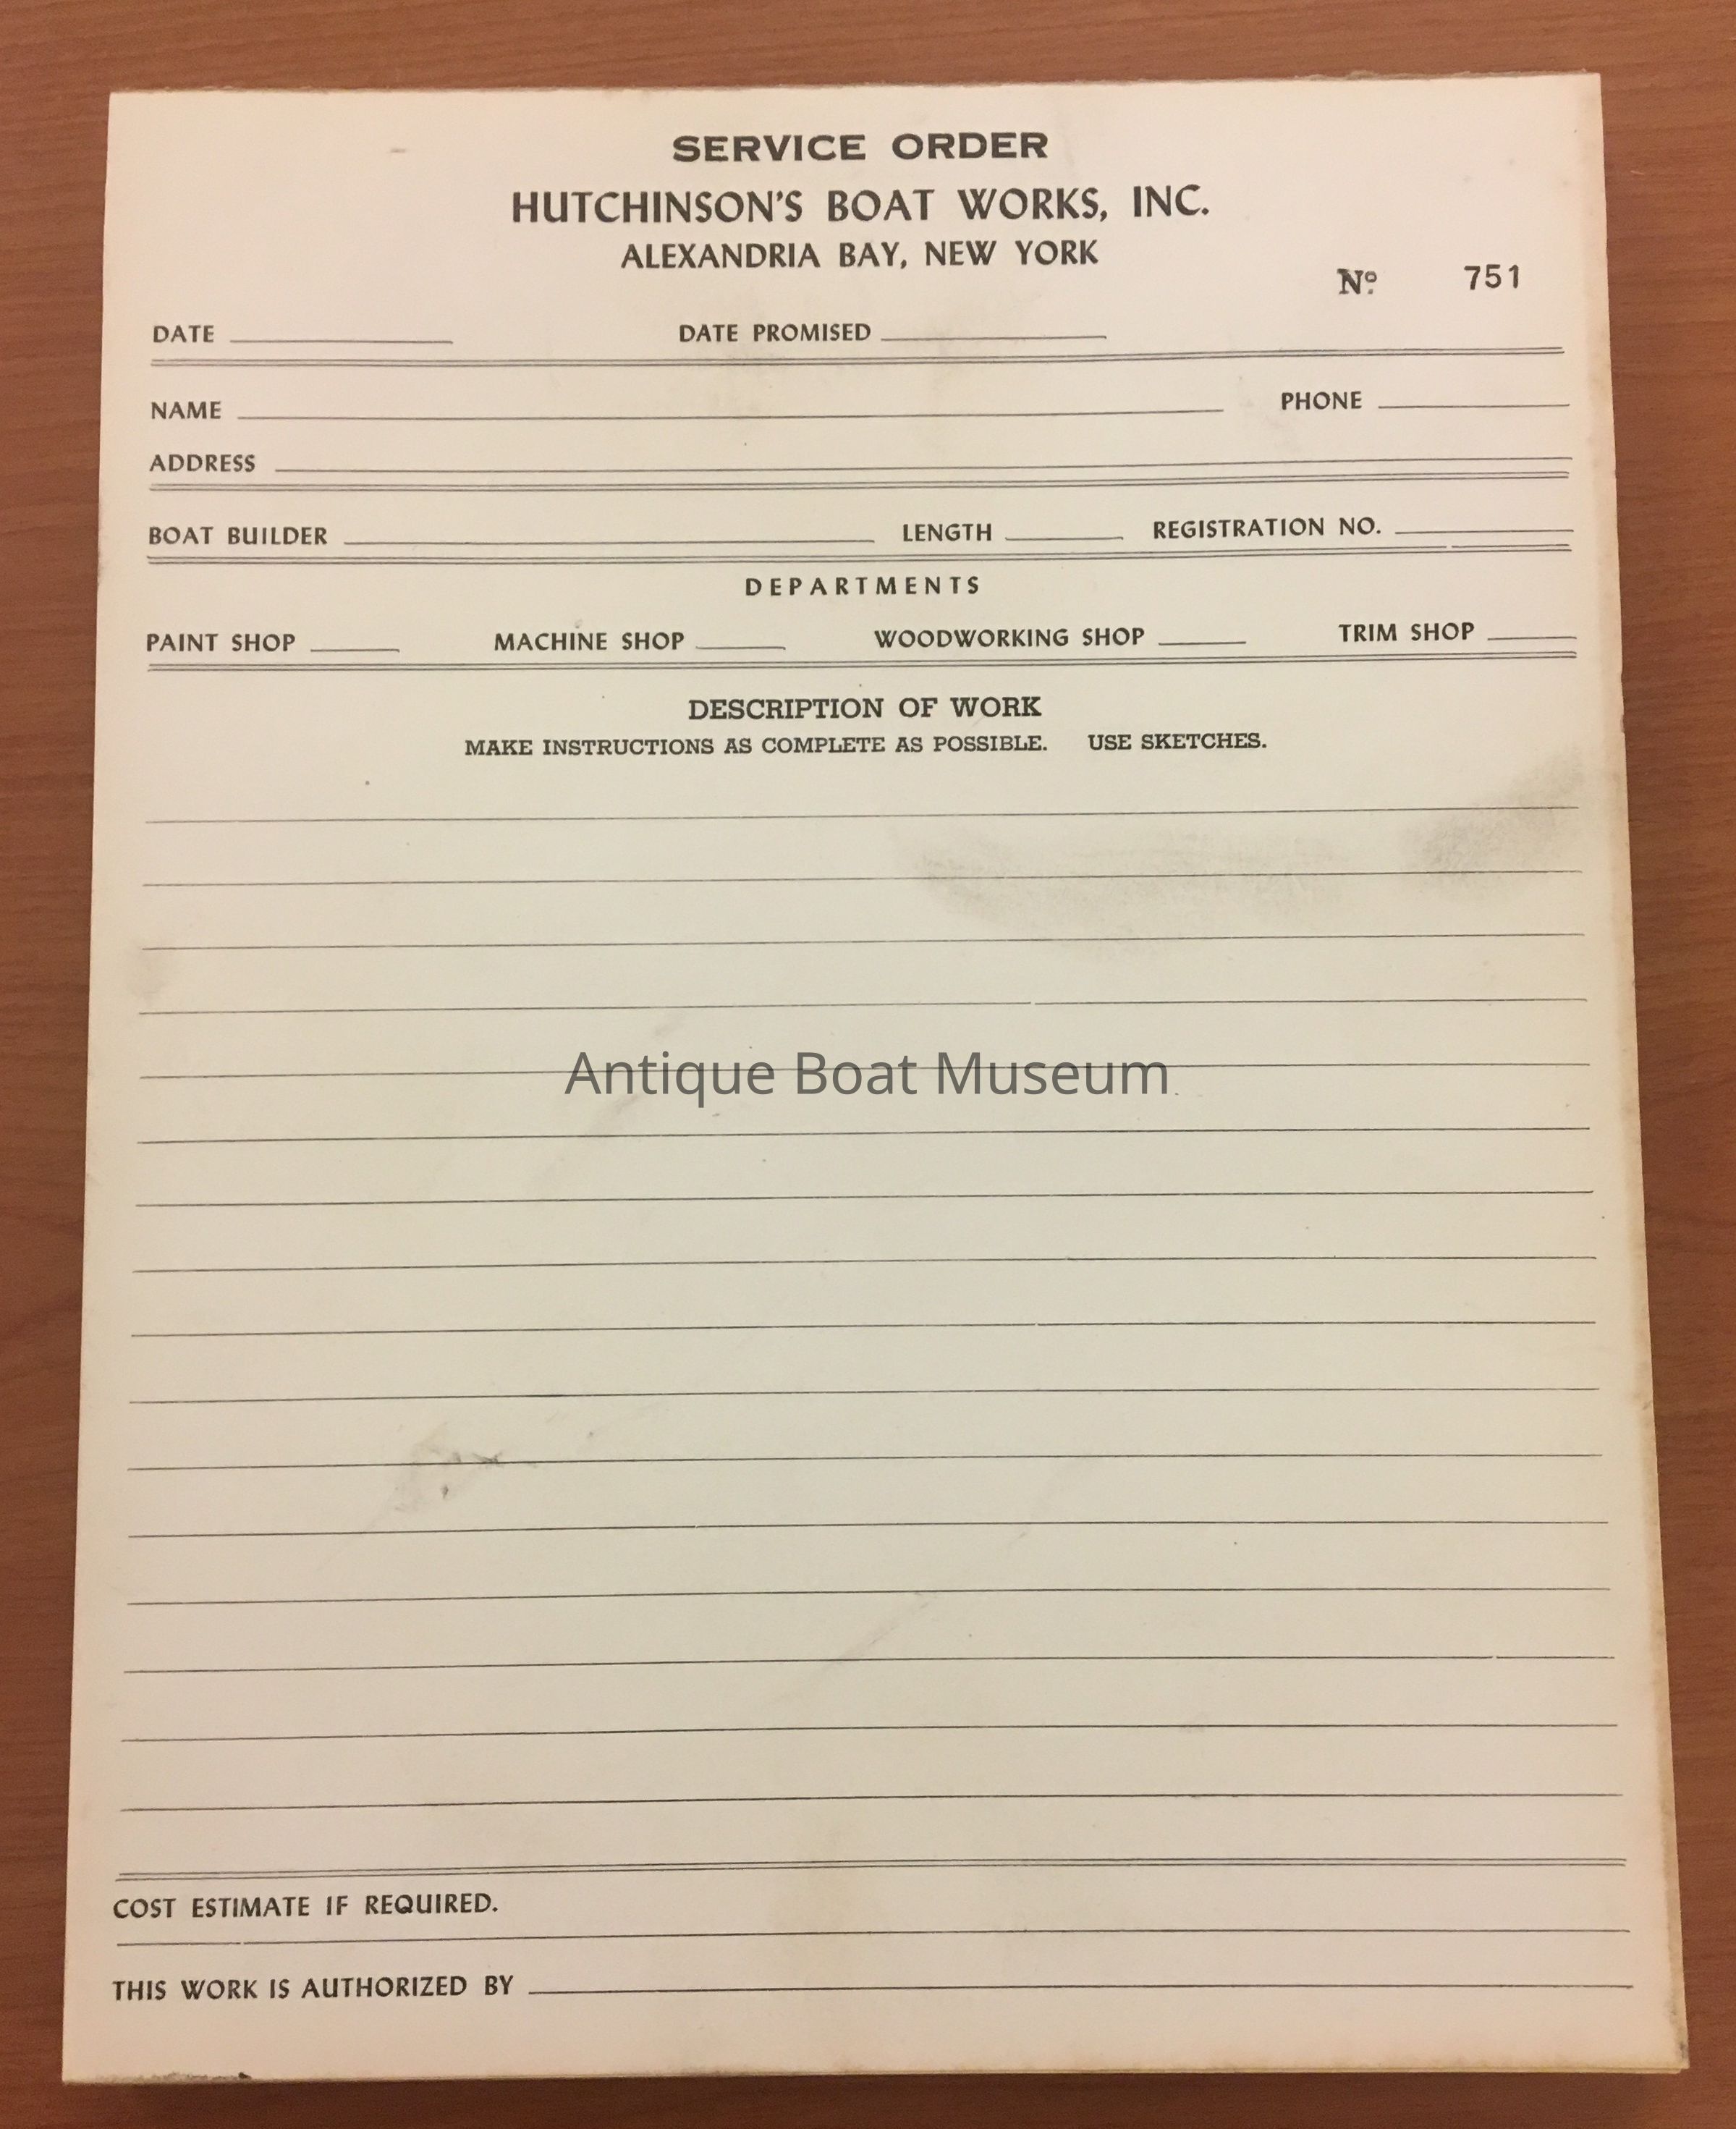 SERVICE ORDER
HUTCHINSON'S BOAT WORKS, INC.
ALEXANDRIA BAY, NEW YORK
Nº 751
DATE DATE PROMISED
NAME PHONE
ADDRESS
BOAT BUILDER LENGTH REGISTRATION NO.
DEPARTMENTS
PAINT SHOP MACHINE SHOP WOODWORKING SHOP TRIM SHOP
DESCRIPTION OF WORK
MAKE INSTRUCTIONS AS COMPLETE AS POSSIBLE. USE SKETCHES.
Antique Boat Museum
COST ESTIMATE IF REQUIRED.
THIS WORK IS AUTHORIZED BY